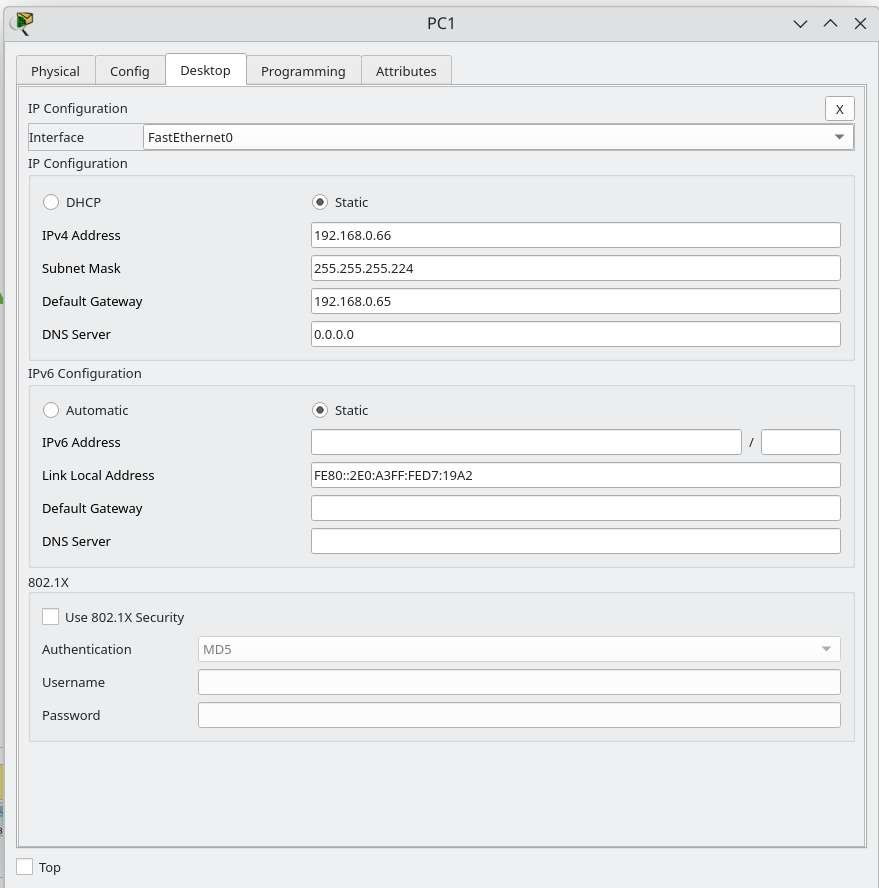 PC1
Physical Config Desktop Programming Attributes
IP Configuration X
Interface FastEthernet0
IP Configuration
DHCP Static
IPv4 Address 192.168.0.66
Subnet Mask 255.255.255.224
Default Gateway 192.168.0.65
DNS Server 0.0.0.0
IPv6 Configuration
Automatic Static
IPv6 Address /
Link Local Address FE80::2E0:A3FF:FED7:19A2
Default Gateway
DNS Server
802.1X
Use 802.1X Security
Authentication MD5
Username
Password
Top